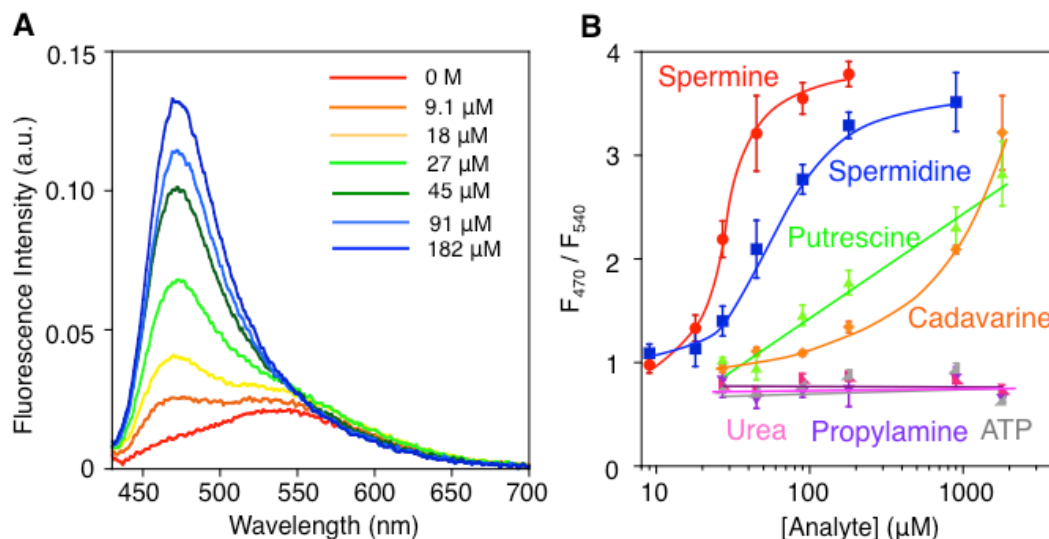 A
0.15
0.10
0.05
0
Fluorescence Intensity (a.u.)
450
500
550
600
650
700
Wavelength (nm)
0 M
9.1 µM
18 µM
27 µM
45 µM
91 µM
182 µM
B
4
3
2
1
0
F470 / F540
10
100
1000
[Analyte] (µM)
Spermine
Spermidine
Putrescine
Cadavarine
Urea
Propylamine
ATP